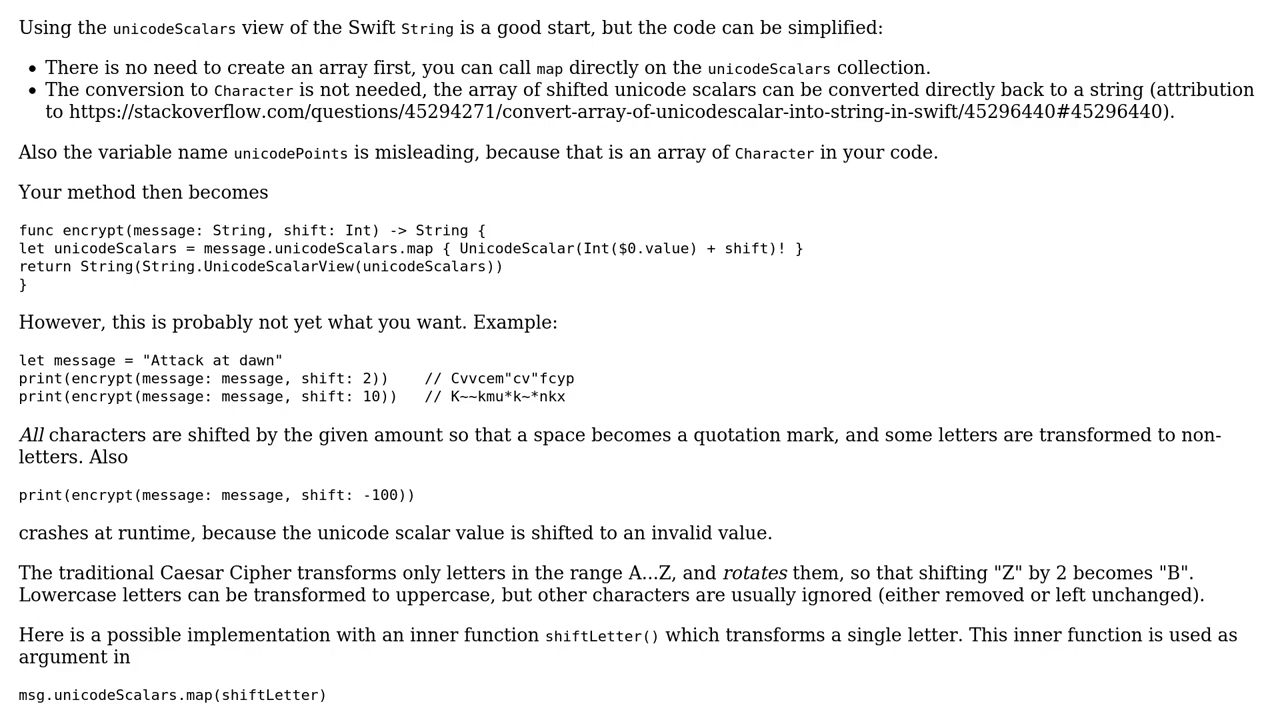 Using the unicodeScalars view of the Swift String is a good start, but the code can be simplified:
• There is no need to create an array first, you can call map directly on the unicodeScalars collection.
• The conversion to Character is not needed, the array of shifted unicode scalars can be converted directly back to a string (attribution
to https://stackoverflow.com/questions/45294271/convert-array-of-unicodescalar-into-string-in-swift/45296440#45296440).
Also the variable name unicodePoints is misleading, because that is an array of Character in your code.
Your method then becomes
func encrypt(message: String, shift: Int) -> String {
let unicodeScalars = message.unicodeScalars.map { UnicodeScalar(Int($0.value) + shift)! }
return String(String.UnicodeScalarView(unicodeScalars))
}
However, this is probably not yet what you want. Example:
let message = "Attack at dawn"
print(encrypt(message: message, shift: 2))    // Cvvcem"cv"fcyp
print(encrypt(message: message, shift: 10))   // K~~kmu*k~*nkx
All characters are shifted by the given amount so that a space becomes a quotation mark, and some letters are transformed to non-
letters. Also
print(encrypt(message: message, shift: -100))
crashes at runtime, because the unicode scalar value is shifted to an invalid value.
The traditional Caesar Cipher transforms only letters in the range A...Z, and rotates them, so that shifting "Z" by 2 becomes "B".
Lowercase letters can be transformed to uppercase, but other characters are usually ignored (either removed or left unchanged).
Here is a possible implementation with an inner function shiftLetter() which transforms a single letter. This inner function is used as
argument in
msg.unicodeScalars.map(shiftLetter)